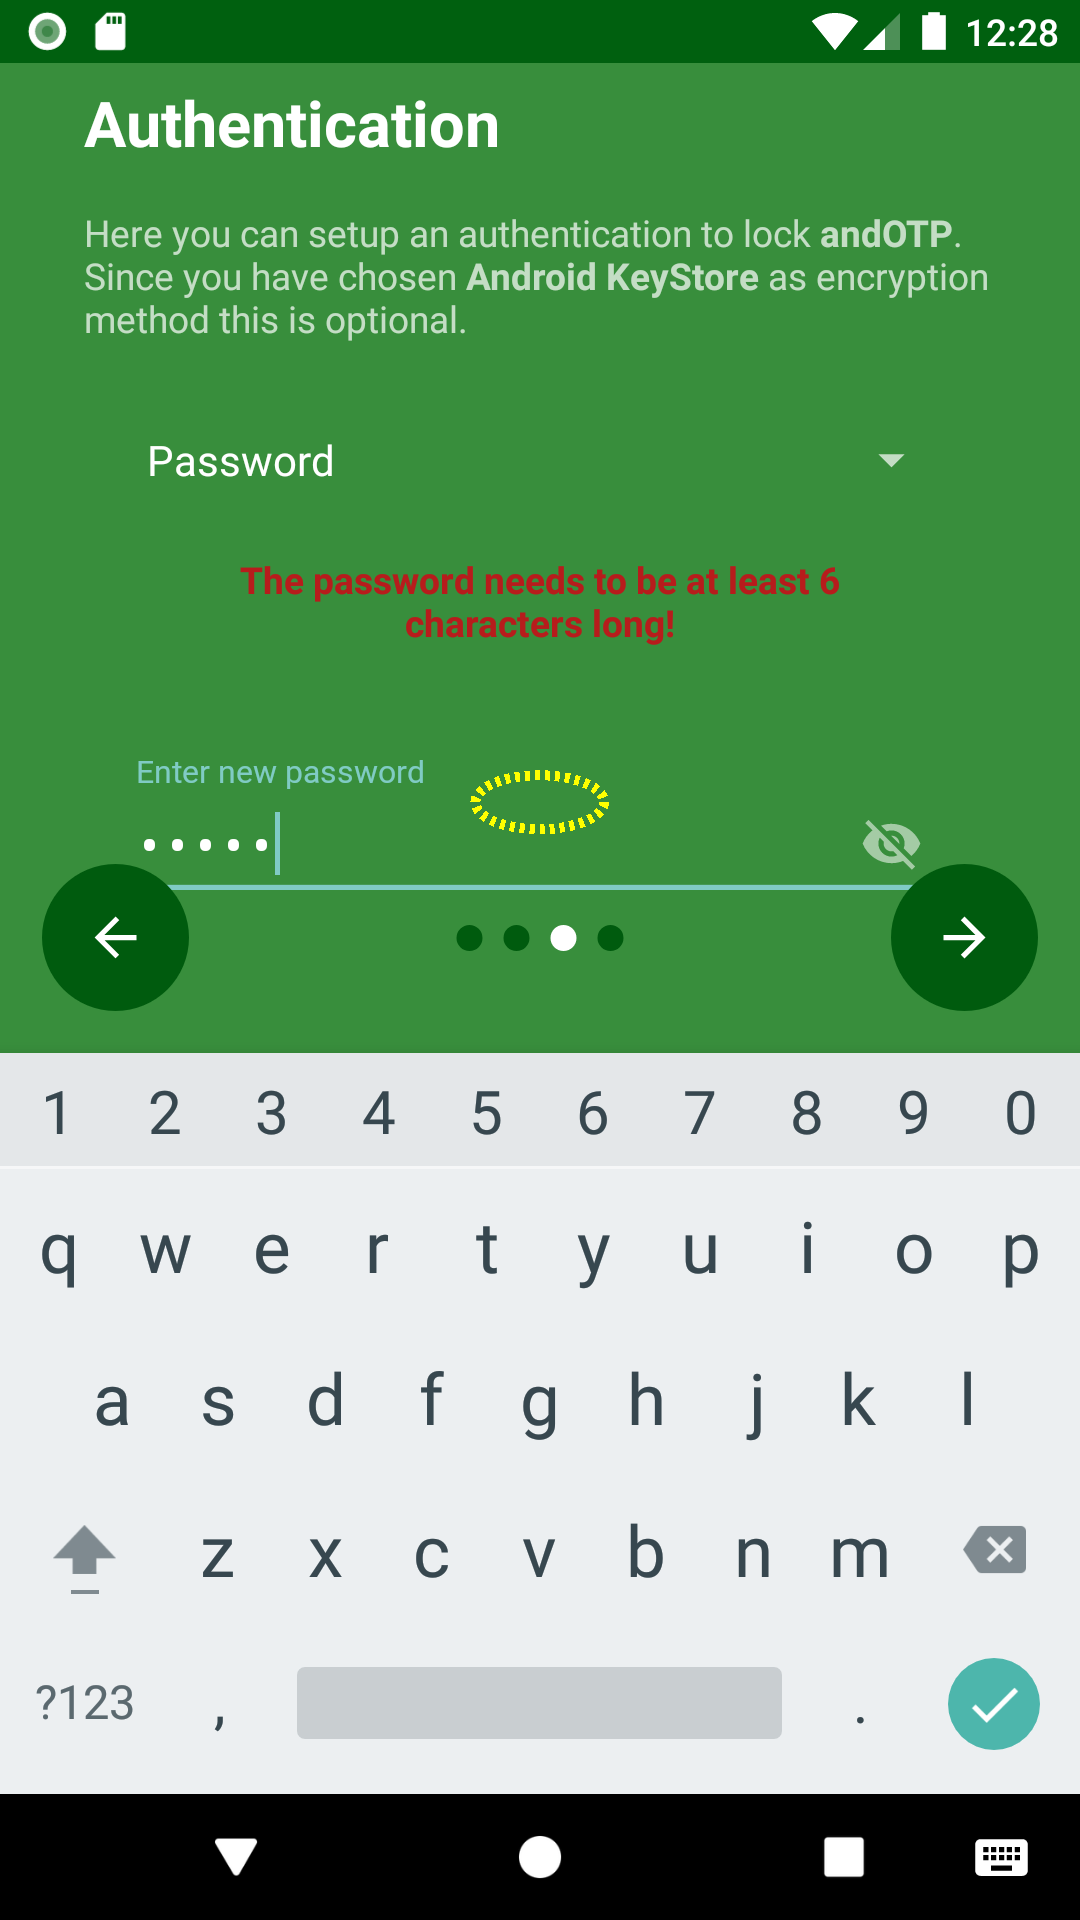 12:28
Authentication
Here you can setup an authentication to lock andOTP.
Since you have chosen Android KeyStore as encryption
method this is optional.
Password
The password needs to be at least 6
characters long!
Enter new password
1 2 3 4 5 6 7 8 9 0
q w e r t y u i o p
a s d f g h j k l
z x c v b n m
?123 , .